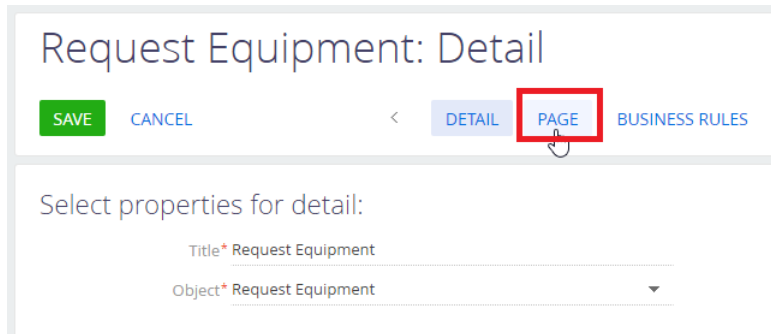 Request Equipment: Detail
SAVE CANCEL < DETAIL PAGE BUSINESS RULES
Select properties for detail:
Title* Request Equipment
Object* Request Equipment